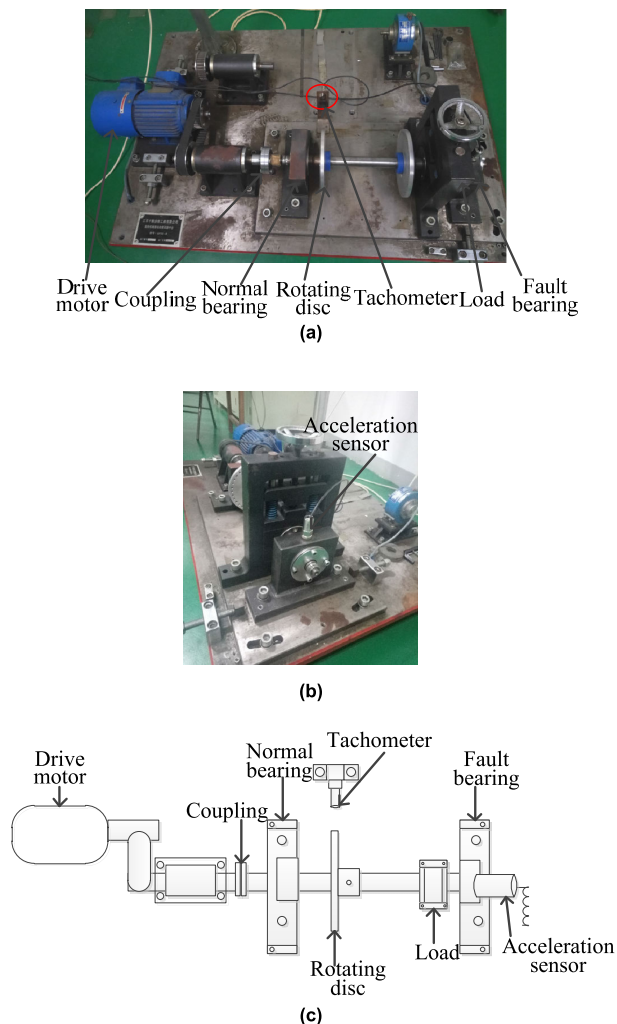 Drive
motor
Coupling
Normal
bearing
Rotating
disc
Tachometer
Load
Fault
bearing
(a)
Acceleration
sensor
(b)
Drive
motor
Normal
bearing
Tachometer
Fault
bearing
Coupling
Rotating
disc
Load
Acceleration
sensor
(c)